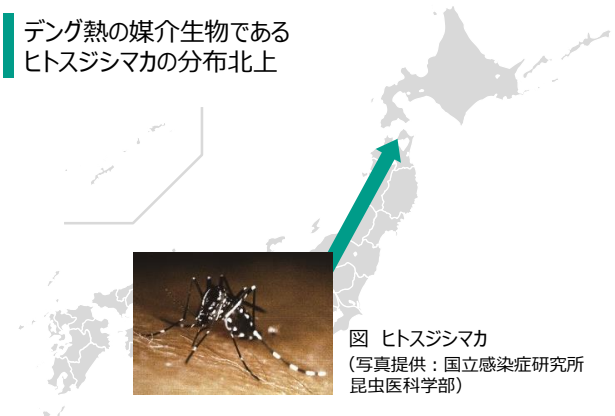 デング熱の媒介生物である
ヒトスジシマカの分布北上
図 ヒトスジシマカ
（写真提供：国立感染症研究所
昆虫医科学部）